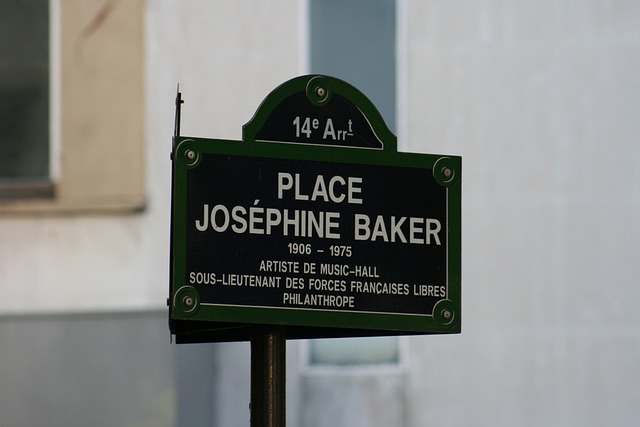 14e Arrt
PLACE
JOSÉPHINE BAKER
1906 – 1975
ARTISTE DE MUSIC-HALL
SOUS-LIEUTENANT DES FORCES FRANÇAISES LIBRES
PHILANTHROPE